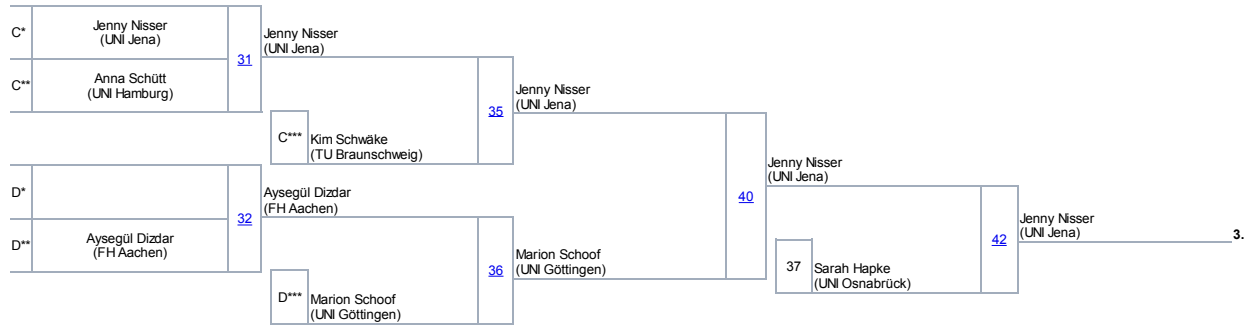 C*
Jenny Nisser
(UNI Jena)
31
Jenny Nisser
(UNI Jena)
C**
Anna Schütt
(UNI Hamburg)
35
Jenny Nisser
(UNI Jena)
C***
Kim Schwäke
(TU Braunschweig)
40
Jenny Nisser
(UNI Jena)
D*
32
Aysegül Dizdar
(FH Aachen)
D**
Aysegül Dizdar
(FH Aachen)
36
Marion Schoof
(UNI Göttingen)
D***
Marion Schoof
(UNI Göttingen)
37
Sarah Hapke
(UNI Osnabrück)
42
Jenny Nisser
(UNI Jena)
3.